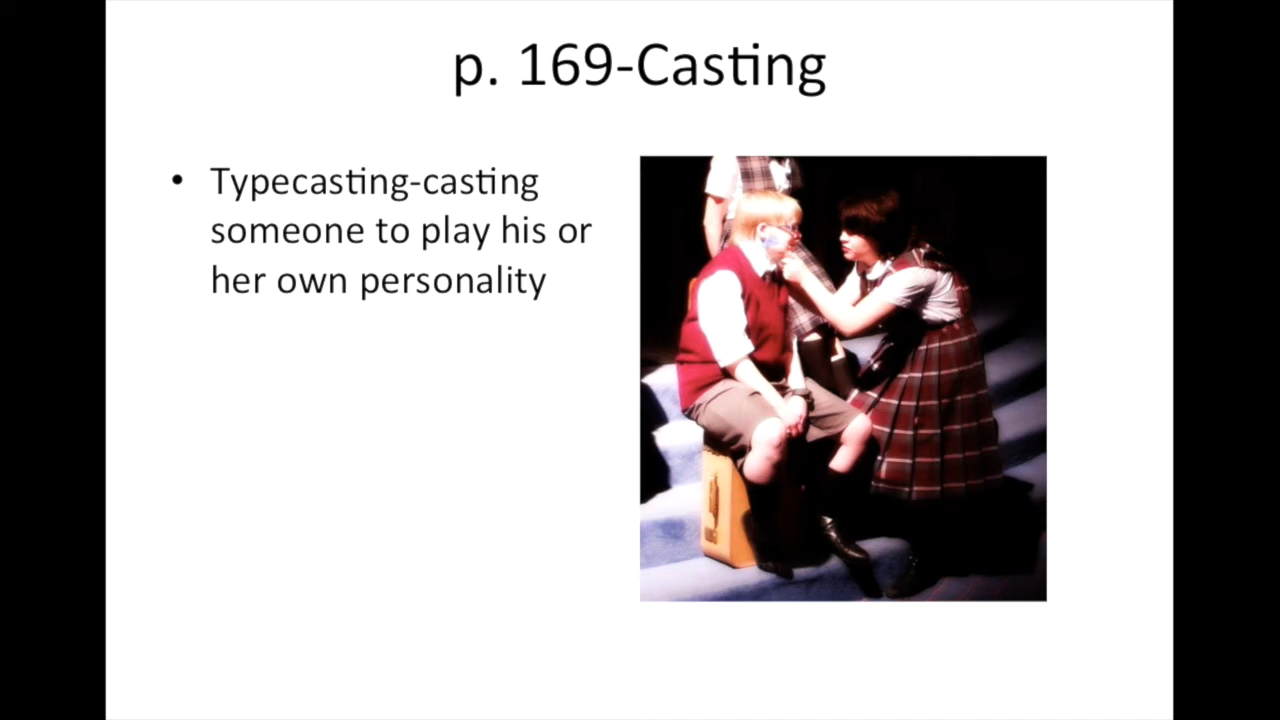 p. 169-Casting
• Typecasting-casting
someone to play his or
her own personality